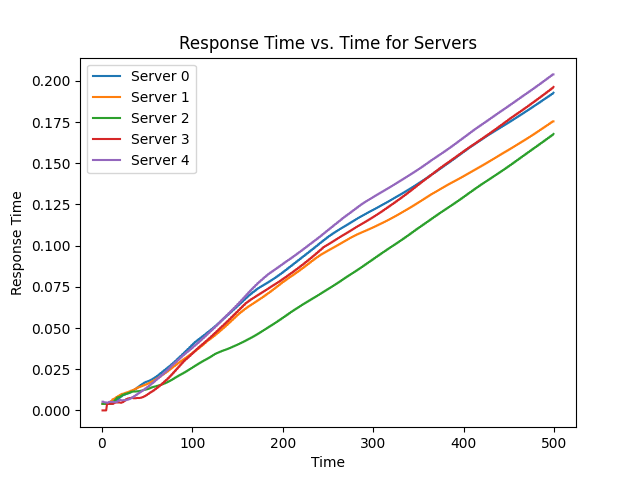 Response Time vs. Time for Servers
Server 0
Server 1
Server 2
Server 3
Server 4
Response Time
0.200
0.175
0.150
0.125
0.100
0.075
0.050
0.025
0.000
0 100 200 300 400 500
Time